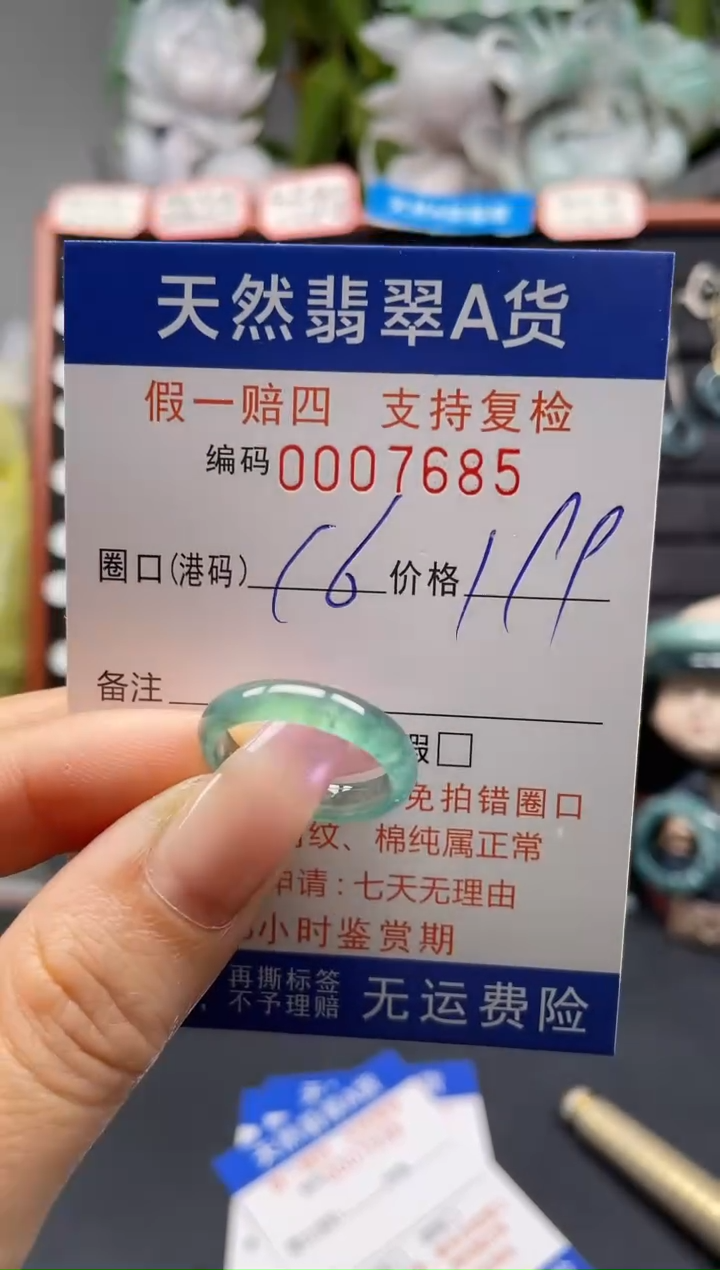 天然翡翠A货
假一赔四 支持复检
编码0007685
圈口(港码) 16 价格 199
备注
假□
免拍错圈口
纹、棉纯属正常
申请:七天无理由
小时鉴赏期
再撕标签
,不予理赔
无运费险